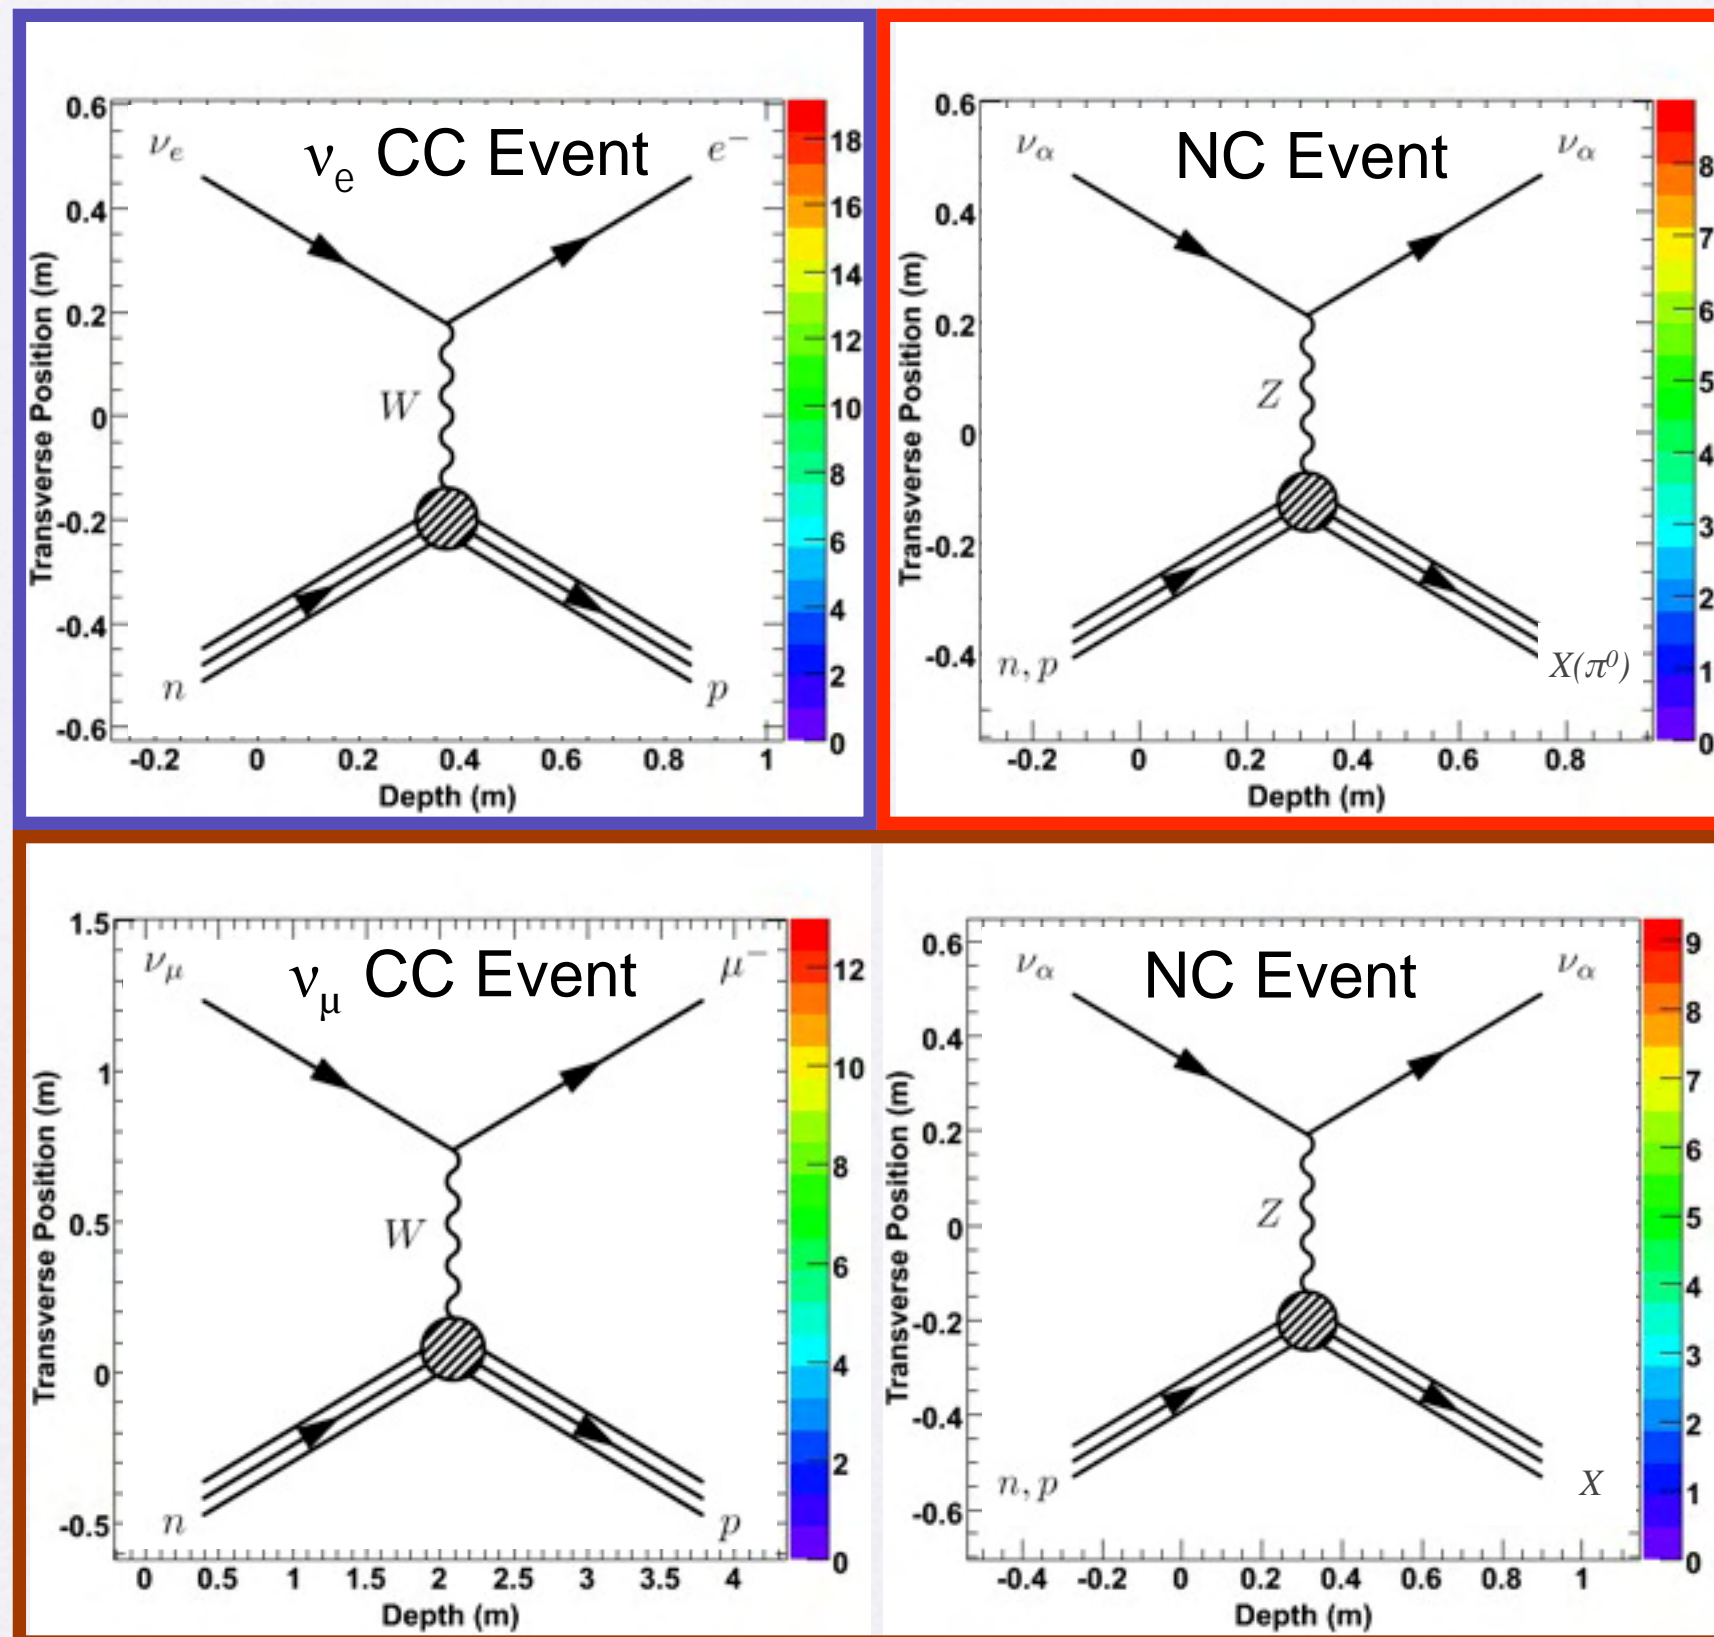 νe CC Event
νe
e−
W
n
p
Transverse Position (m)
0.6
0.4
0.2
0
-0.2
-0.4
-0.6
-0.2 0 0.2 0.4 0.6 0.8 1
Depth (m)
18
16
14
12
10
8
6
4
2
0
NC Event
να
να
Z
n, p
X(π0)
Transverse Position (m)
0.6
0.4
0.2
0
-0.2
-0.4
-0.2 0 0.2 0.4 0.6 0.8
Depth (m)
8
7
6
5
4
3
2
1
0
νμ CC Event
νμ
μ−
W
n
p
Transverse Position (m)
1.5
1
0.5
0
-0.5
0 0.5 1 1.5 2 2.5 3 3.5 4
Depth (m)
12
10
8
6
4
2
0
NC Event
να
να
Z
n, p
X
Transverse Position (m)
0.6
0.4
0.2
0
-0.2
-0.4
-0.6
-0.4 -0.2 0 0.2 0.4 0.6 0.8 1
Depth (m)
9
8
7
6
5
4
3
2
1
0